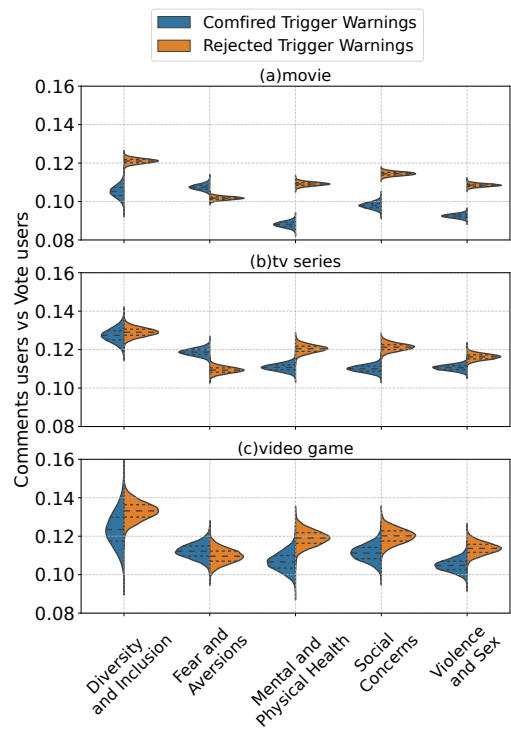 Comfired Trigger Warnings
Rejected Trigger Warnings
(a)movie
0.16
0.14
0.12
0.10
0.08
(b)tv series
0.16
0.14
0.12
0.10
0.08
(c)video game
0.16
0.14
0.12
0.10
0.08
Comments users vs Vote users
Diversity
and Inclusion
Fear and
Aversions
Mental and
Physical Health
Social
Concerns
Violence
and Sex